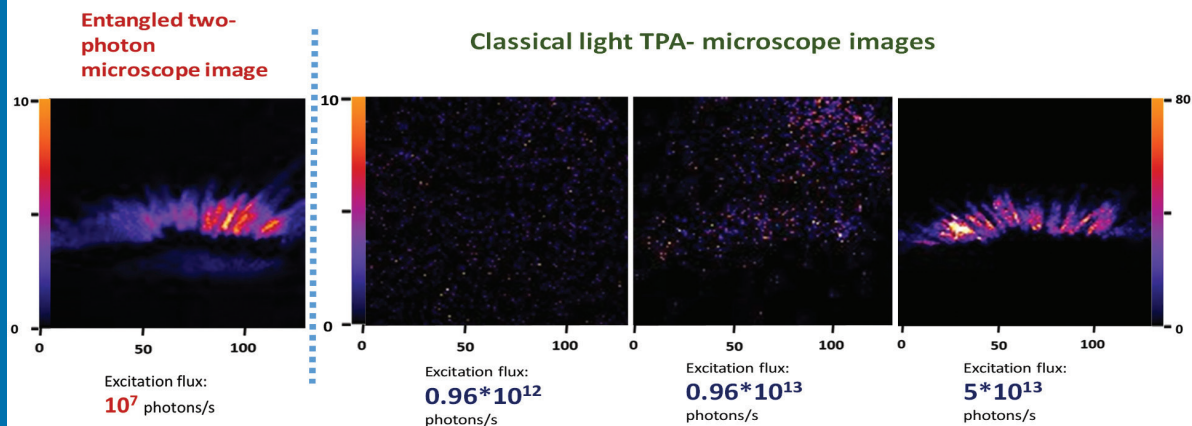 Entangled two-
photon
microscope image
Classical light TPA- microscope images
10
0
0
50
100
Excitation flux:
10⁷ photons/s
10
0
0
50
100
Excitation flux:
0.96*10¹²
photons/s
0
50
100
Excitation flux:
0.96*10¹³
photons/s
80
0
0
50
100
Excitation flux:
5*10¹³
photons/s